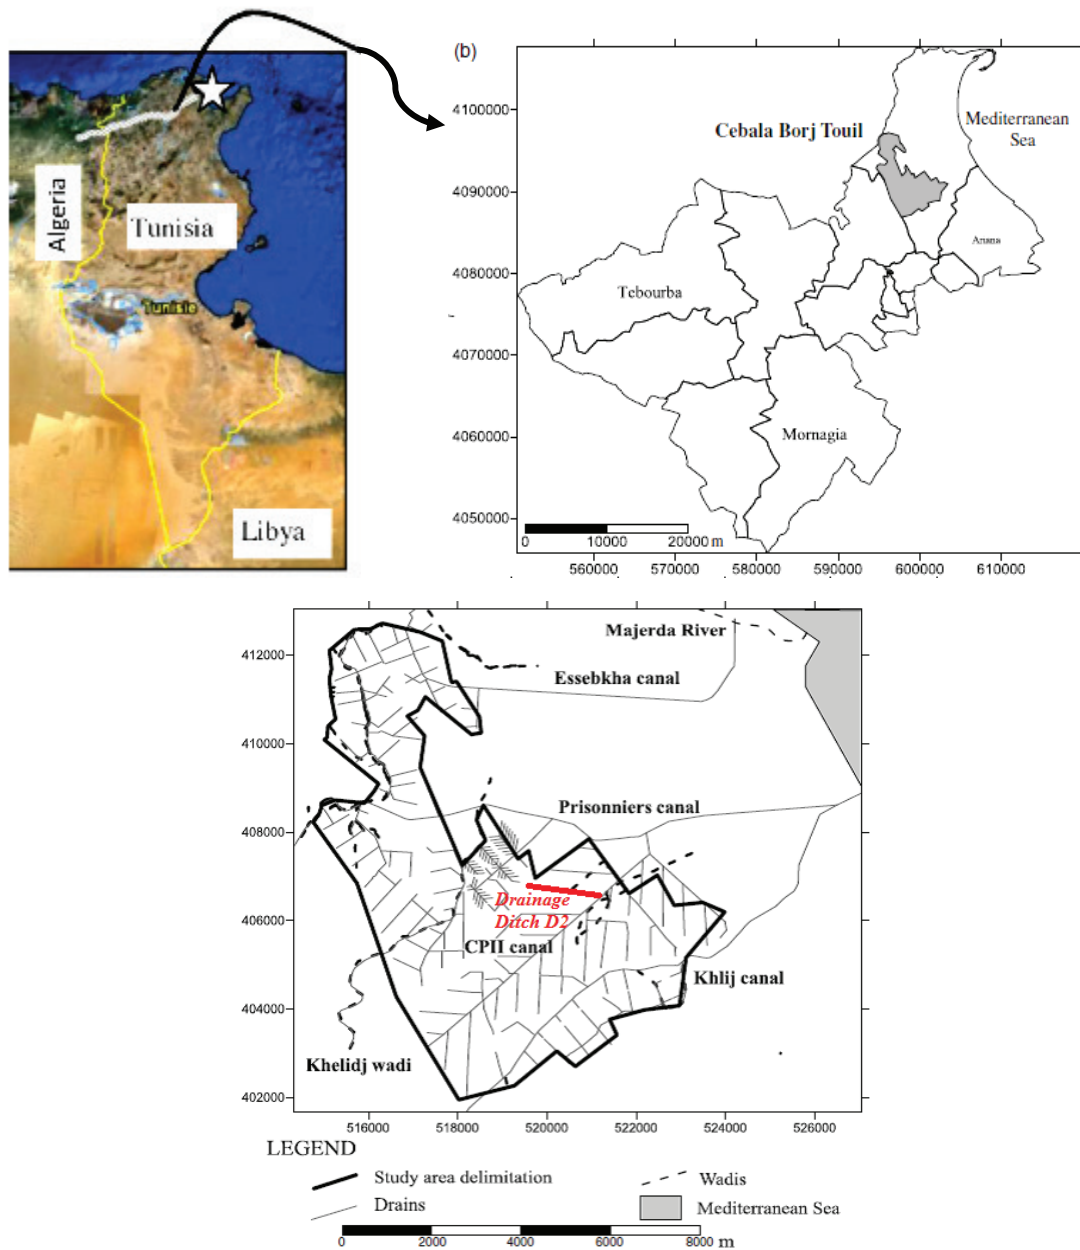 Algeria
Tunisia
Tunisie
Libya
(b)
4100000
4090000
4080000
4070000
4060000
4050000
Cebala Borj Touil
Mediterranean
Sea
Ariana
Tebourba
Mornagia
0 10000 20000 m
560000 570000 580000 590000 600000 610000
412000
410000
408000
406000
404000
402000
Majerda River
Essebkha canal
Prisonniers canal
Drainage
Ditch D2
CPII canal
Khlij canal
Khelidj wadi
516000 518000 520000 522000 524000 526000
LEGEND
Study area delimitation
Wadis
Drains
Mediterranean Sea
0 2000 4000 6000 8000 m